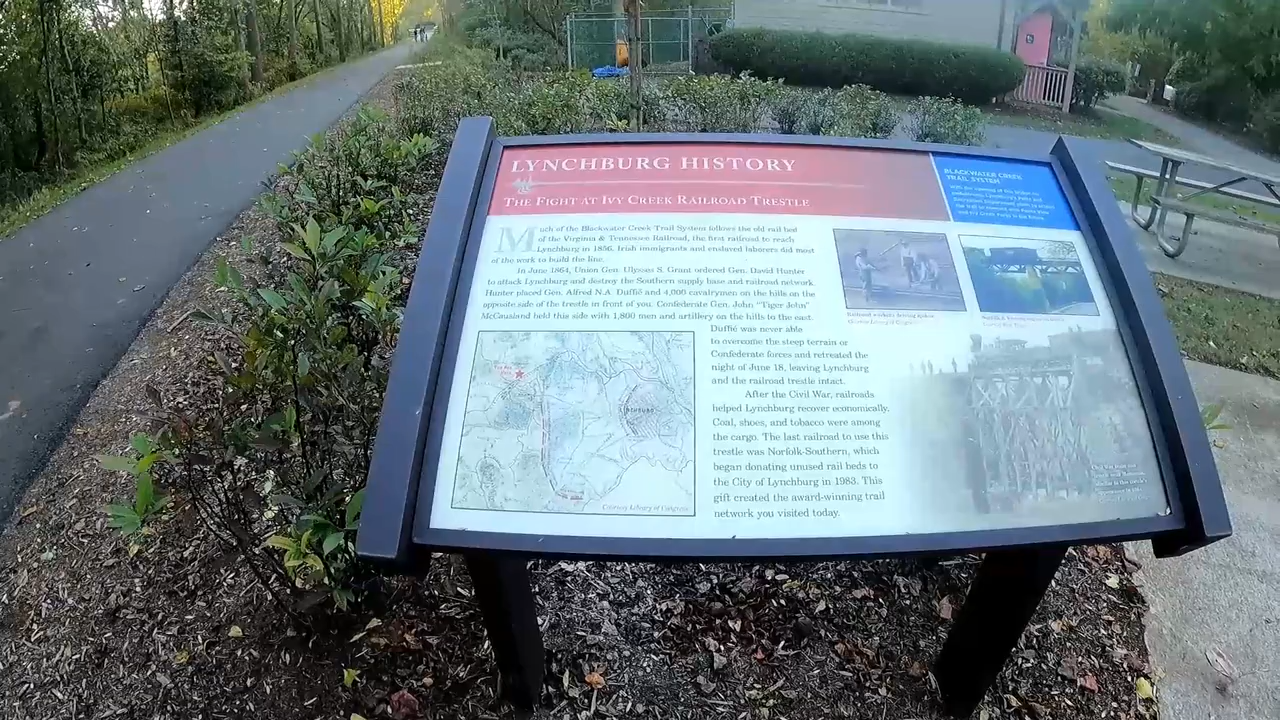 LYNCHBURG HISTORY
THE FIGHT AT IVY CREEK RAILROAD TRESTLE
BLACKWATER CREEK
TRAIL SYSTEM
Much of the Blackwater Creek Trail System follows the old rail bed
of the Virginia & Tennessee Railroad, the first railroad to reach
Lynchburg in 1856. Irish immigrants and enslaved laborers did most
of the work to build the line.
In June 1864, Union Gen. Ulysses S. Grant ordered Gen. David Hunter
to attack Lynchburg and destroy the Southern supply base and railroad network.
Hunter placed Gen. Alfred N.A. Duffié and 4,000 cavalrymen on the hills on the
opposite side of the trestle in front of you. Confederate Gen. John "Tiger John"
McCausland held this side with 1,800 men and artillery on the hills to the east.
Duffié was never able
to overcome the steep terrain or
Confederate forces and retreated the
night of June 18, leaving Lynchburg
and the railroad trestle intact.
After the Civil War, railroads
helped Lynchburg recover economically.
Coal, shoes, and tobacco were among
the cargo. The last railroad to use this
trestle was Norfolk-Southern, which
began donating unused rail beds to
the City of Lynchburg in 1983. This
gift created the award-winning trail
network you visited today.
Railroad workers driving spikes
Courtesy Library of Congress
Courtesy Library of Congress